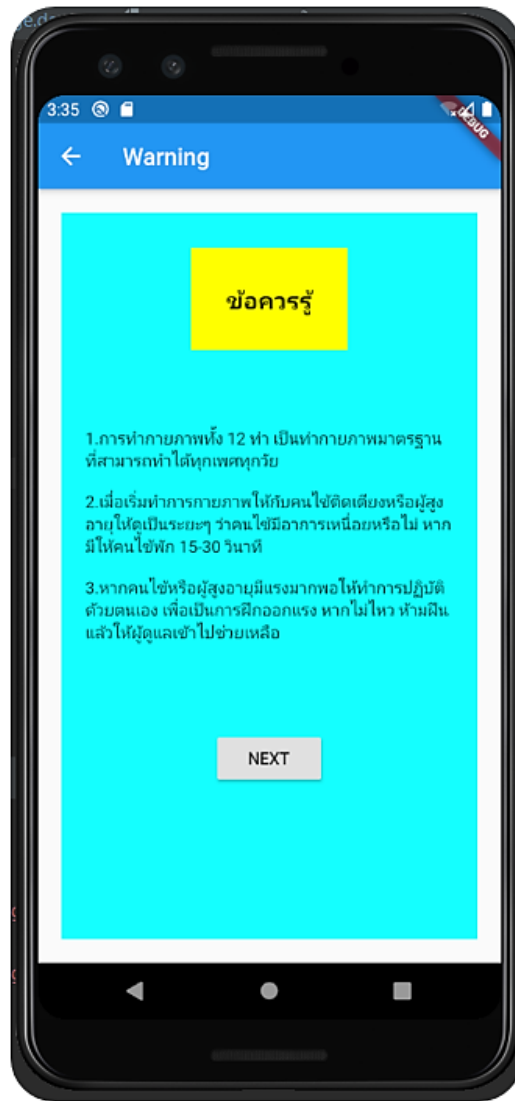 3:35
DEBUG
Warning
ข้อควรรู้
1.การทำกายภาพทั้ง 12 ท่า เป็นท่ากายภาพมาตรฐาน
ที่สามารถทำได้ทุกเพศทุกวัย
2.เมื่อเริ่มทำการกายภาพให้กับคนไข้ติดเตียงหรือผู้สูง
อายุให้ดูเป็นระยะๆ ว่าคนไข้มีอาการเหนื่อยหรือไม่ หาก
มีให้คนไข้พัก 15-30 วินาที
3.หากคนไข้หรือผู้สูงอายุมีแรงมากพอให้ทำการปฏิบัติ
ด้วยตนเอง เพื่อเป็นการฝึกออกแรง หากไม่ไหว ห้ามฝืน
แล้วให้ผู้ดูแลเข้าไปช่วยเหลือ
NEXT